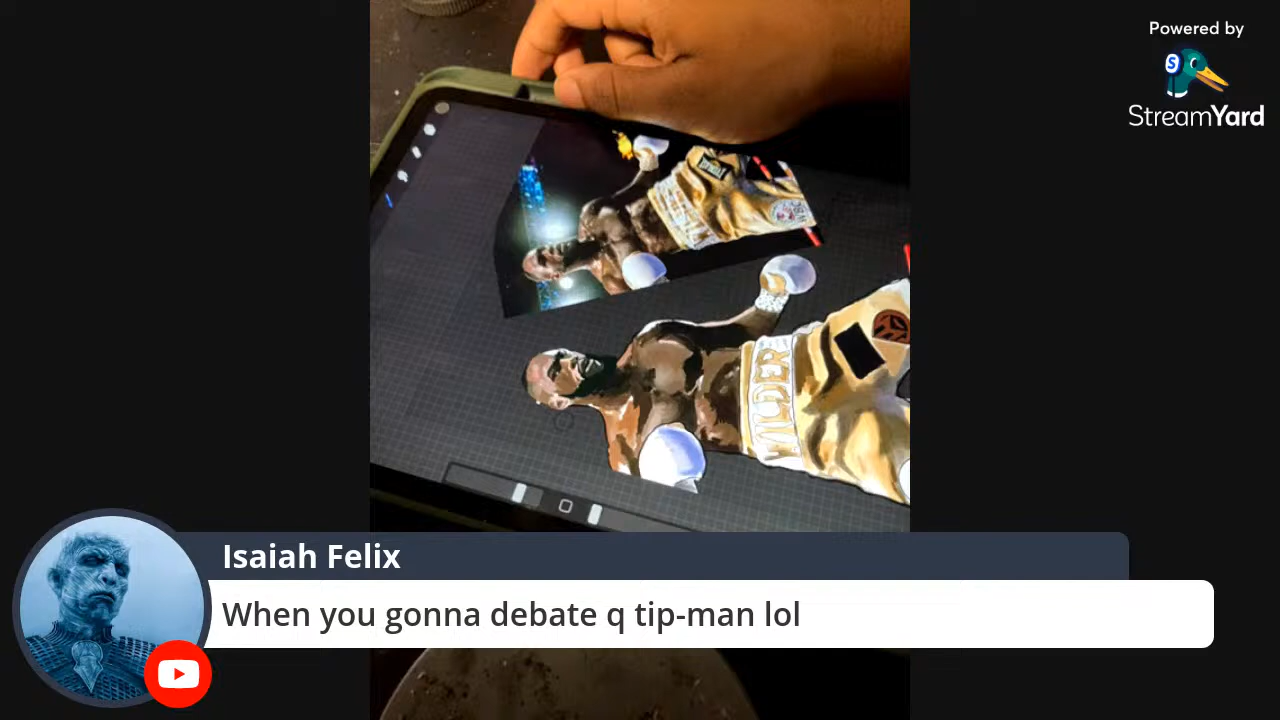 Powered by
S
StreamYard
WILDER
Isaiah Felix
When you gonna debate q tip-man lol